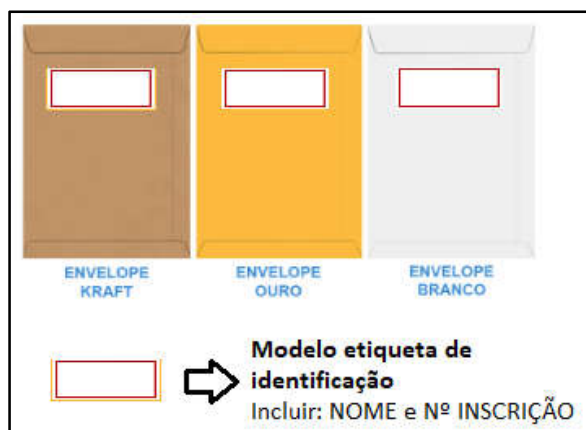 ENVELOPE
KRAFT
ENVELOPE
OURO
ENVELOPE
BRANCO
Modelo etiqueta de
identificação
Incluir: NOME e Nº INSCRIÇÃO